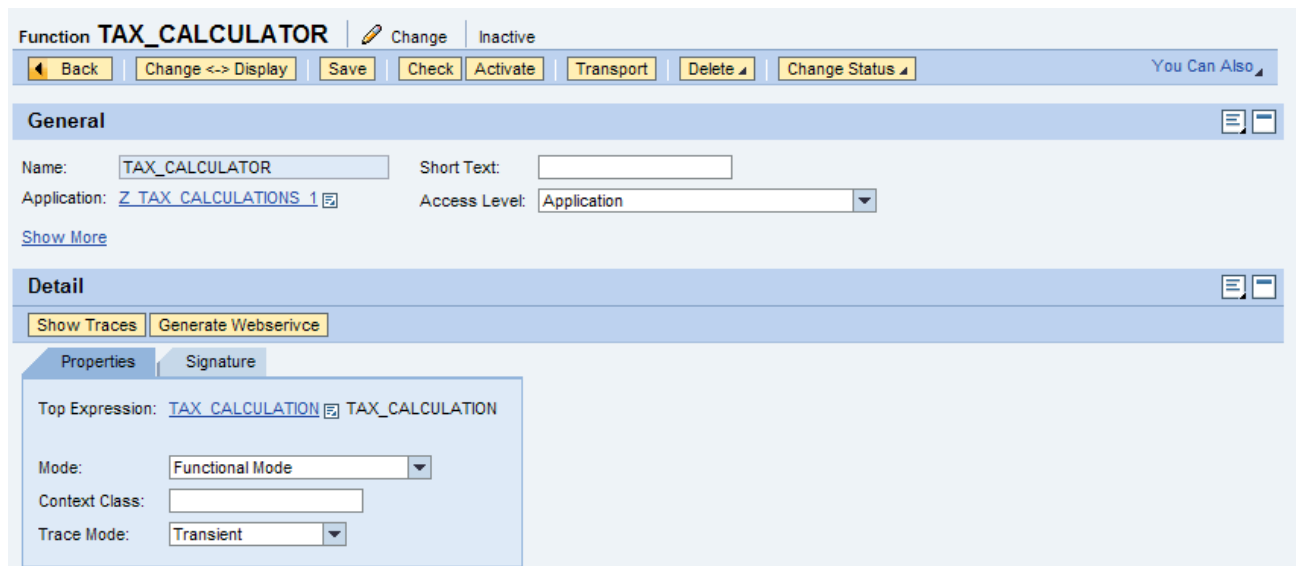 Function TAX_CALCULATOR Change Inactive
Back Change <-> Display Save Check Activate Transport Delete Change Status You Can Also
General
Name: TAX_CALCULATOR Short Text:
Application: Z_TAX_CALCULATIONS_1 Access Level: Application
Show More
Detail
Show Traces Generate Webserivce
Properties Signature
Top Expression: TAX_CALCULATION TAX_CALCULATION
Mode: Functional Mode
Context Class:
Trace Mode: Transient